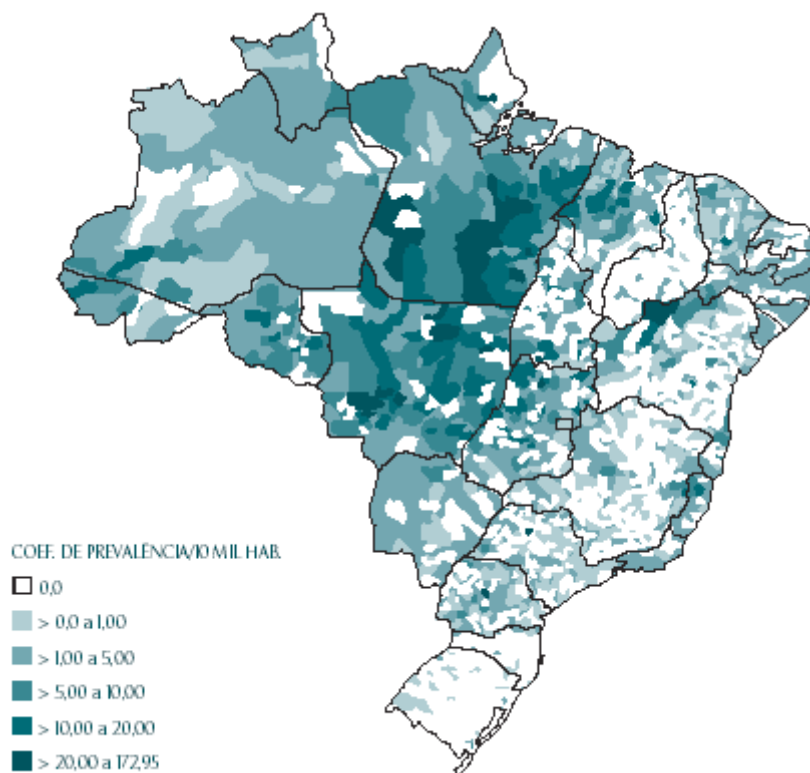 COEF. DE PREVALÊNCIA/10 MIL HAB.
0,0
> 0,0 a 1,00
> 1,00 a 5,00
> 5,00 a 10,00
> 10,00 a 20,00
> 20,00 a 172,95